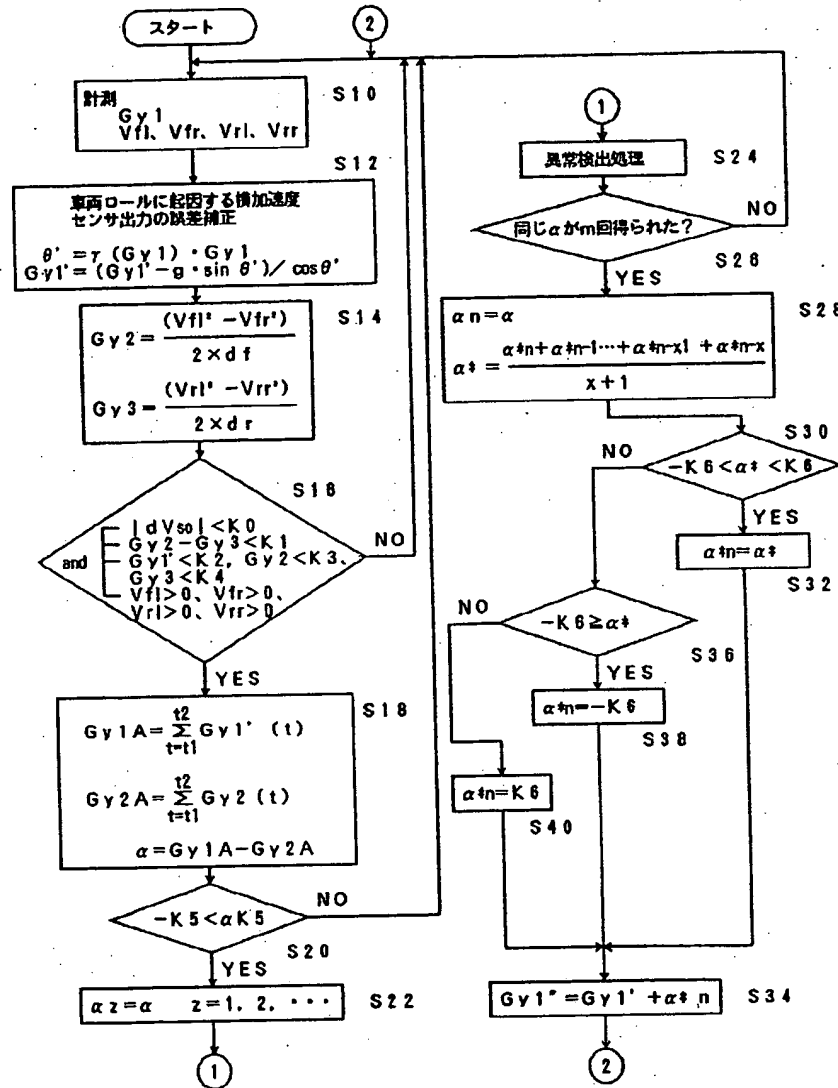 スタート
2
計測
Gy1
Vfl、Vfr、Vrl、Vrr
S10
S12
車両ロールに起因する横加速度
センサ出力の誤差補正
θ'=γ(Gy1)・Gy1
Gy1'=(Gy1'-g・sinθ')/cosθ'
S14
Gy2=(Vfl²-Vfr²)/2×df
Gy3=(Vrl²-Vrr²)/2×dr
S16
and
|dVso|<K0
Gy2-Gy3<K1
Gy1'<K2, Gy2<K3、
Gy3<K4
Vfl>0、Vfr>0、
Vrl>0、Vrr>0
NO
YES
S18
Gy1A=Σ Gy1'(t)
t2
t=t1
Gy2A=Σ Gy2(t)
t2
t=t1
α=Gy1A-Gy2A
-K5<αK5
NO
S20
YES
αz=α z=1, 2, ・・・
S22
1
1
異常検出処理
S24
同じαがm回得られた?
NO
S26
YES
S28
αn=α
α*=(α*n+α*n-1…+α*n-x1+α*n-x)/x+1
S30
-K6<α*<K6
NO
YES
α*n=α*
S32
-K6≧α*
NO
S36
YES
α*n=-K6
S38
α*n=K6
S40
Gy1"=Gy1'+α*n
S34
2